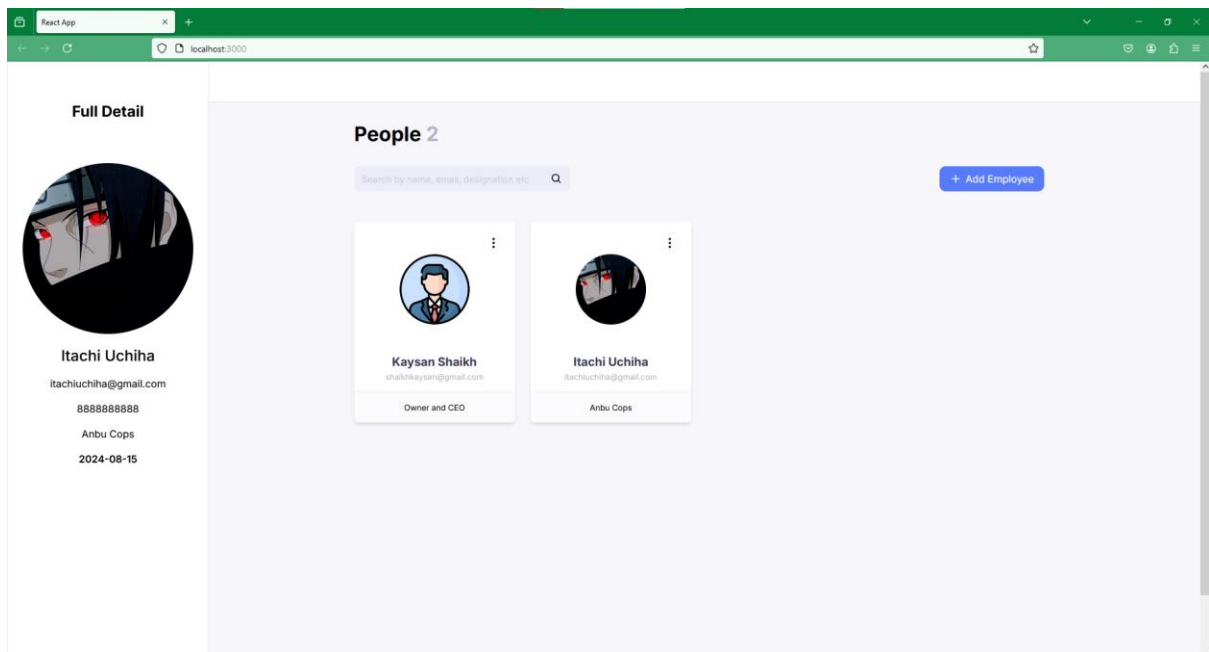 React App
localhost:3000
Full Detail
Itachi Uchiha
itachiuchiha@gmail.com
8888888888
Anbu Cops
2024-08-15
People 2
Search by name, email, designation etc
+ Add Employee
Kaysan Shaikh
shaikhkaysan@gmail.com
Owner and CEO
Itachi Uchiha
itachiuchiha@gmail.com
Anbu Cops